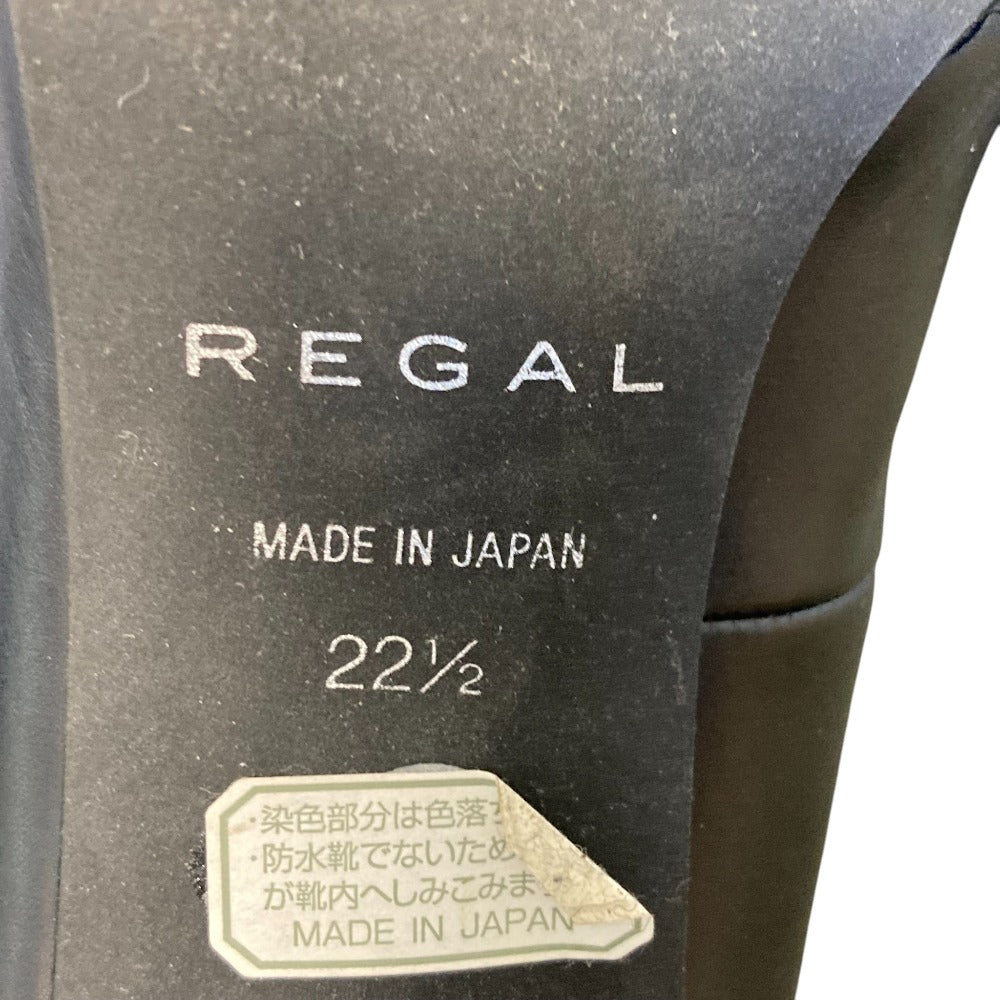 REGAL
MADE IN JAPAN
22½
・染色部分は色落
・防水靴でないため
が靴内へしみこみま
MADE IN JAPAN